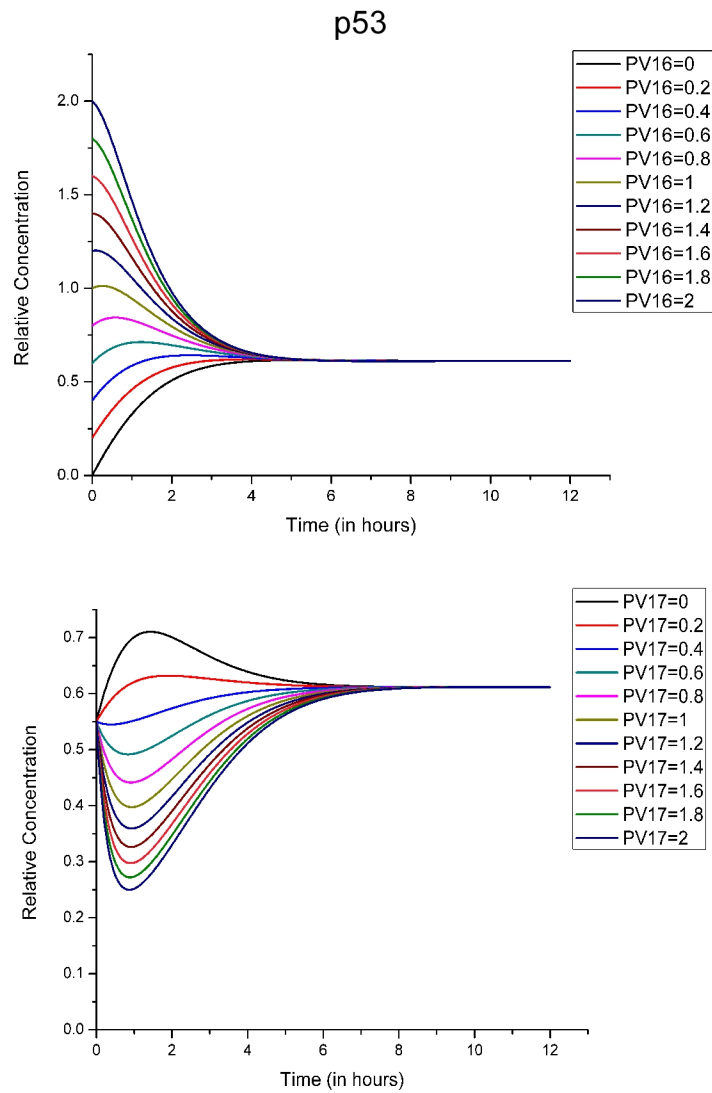 p53
PV16=0
PV16=0.2
PV16=0.4
PV16=0.6
PV16=0.8
PV16=1
PV16=1.2
PV16=1.4
PV16=1.6
PV16=1.8
PV16=2
Relative Concentration
2.0
1.5
1.0
0.5
0.0
0 2 4 6 8 10 12
Time (in hours)
PV17=0
PV17=0.2
PV17=0.4
PV17=0.6
PV17=0.8
PV17=1
PV17=1.2
PV17=1.4
PV17=1.6
PV17=1.8
PV17=2
Relative Concentration
0.7
0.6
0.5
0.4
0.3
0.2
0.1
0.0
0 2 4 6 8 10 12
Time (in hours)